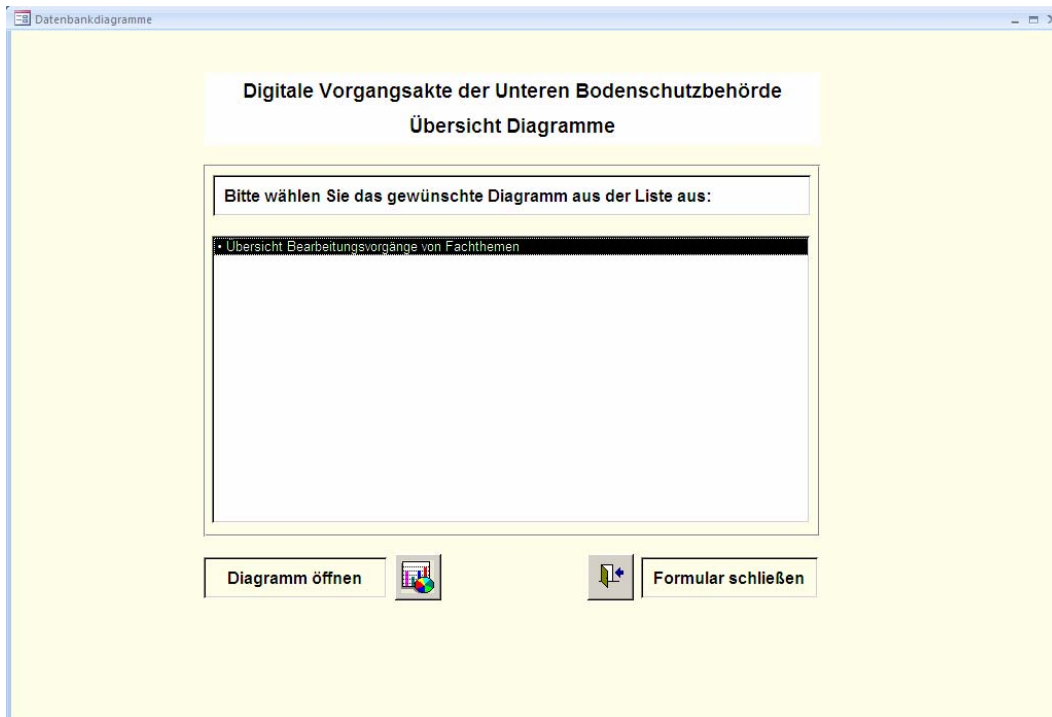 Datenbankdiagramme
Digitale Vorgangsakte der Unteren Bodenschutzbehörde
Übersicht Diagramme
Bitte wählen Sie das gewünschte Diagramm aus der Liste aus:
• Übersicht Bearbeitungsvorgänge von Fachthemen
Diagramm öffnen
Formular schließen